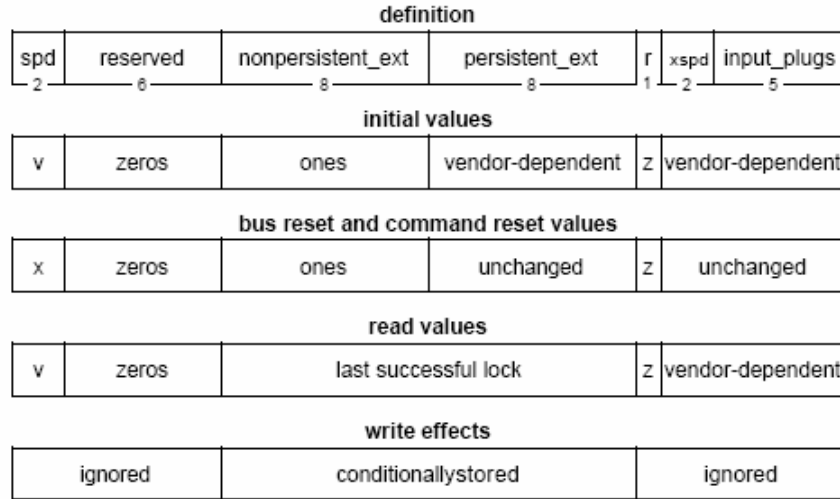 definition
spd reserved nonpersistent_ext persistent_ext r xspd input_plugs
2 6 8 8 1 2 5
initial values
v zeros ones vendor-dependent z vendor-dependent
bus reset and command reset values
x zeros ones unchanged z unchanged
read values
v zeros last successful lock z vendor-dependent
write effects
ignored conditionallystored ignored